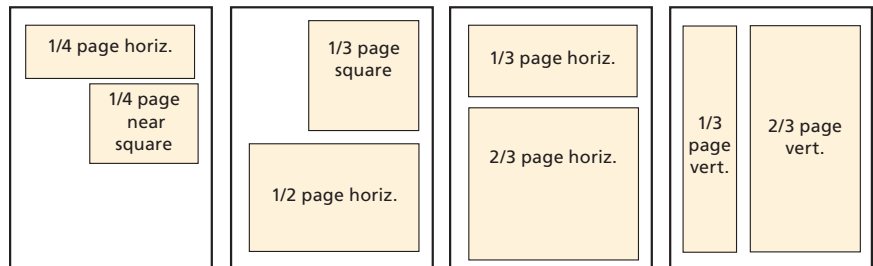 1/4 page horiz.
1/4 page
near
square
1/3 page
square
1/2 page horiz.
1/3 page horiz.
2/3 page horiz.
1/3
page
vert.
2/3 page
vert.